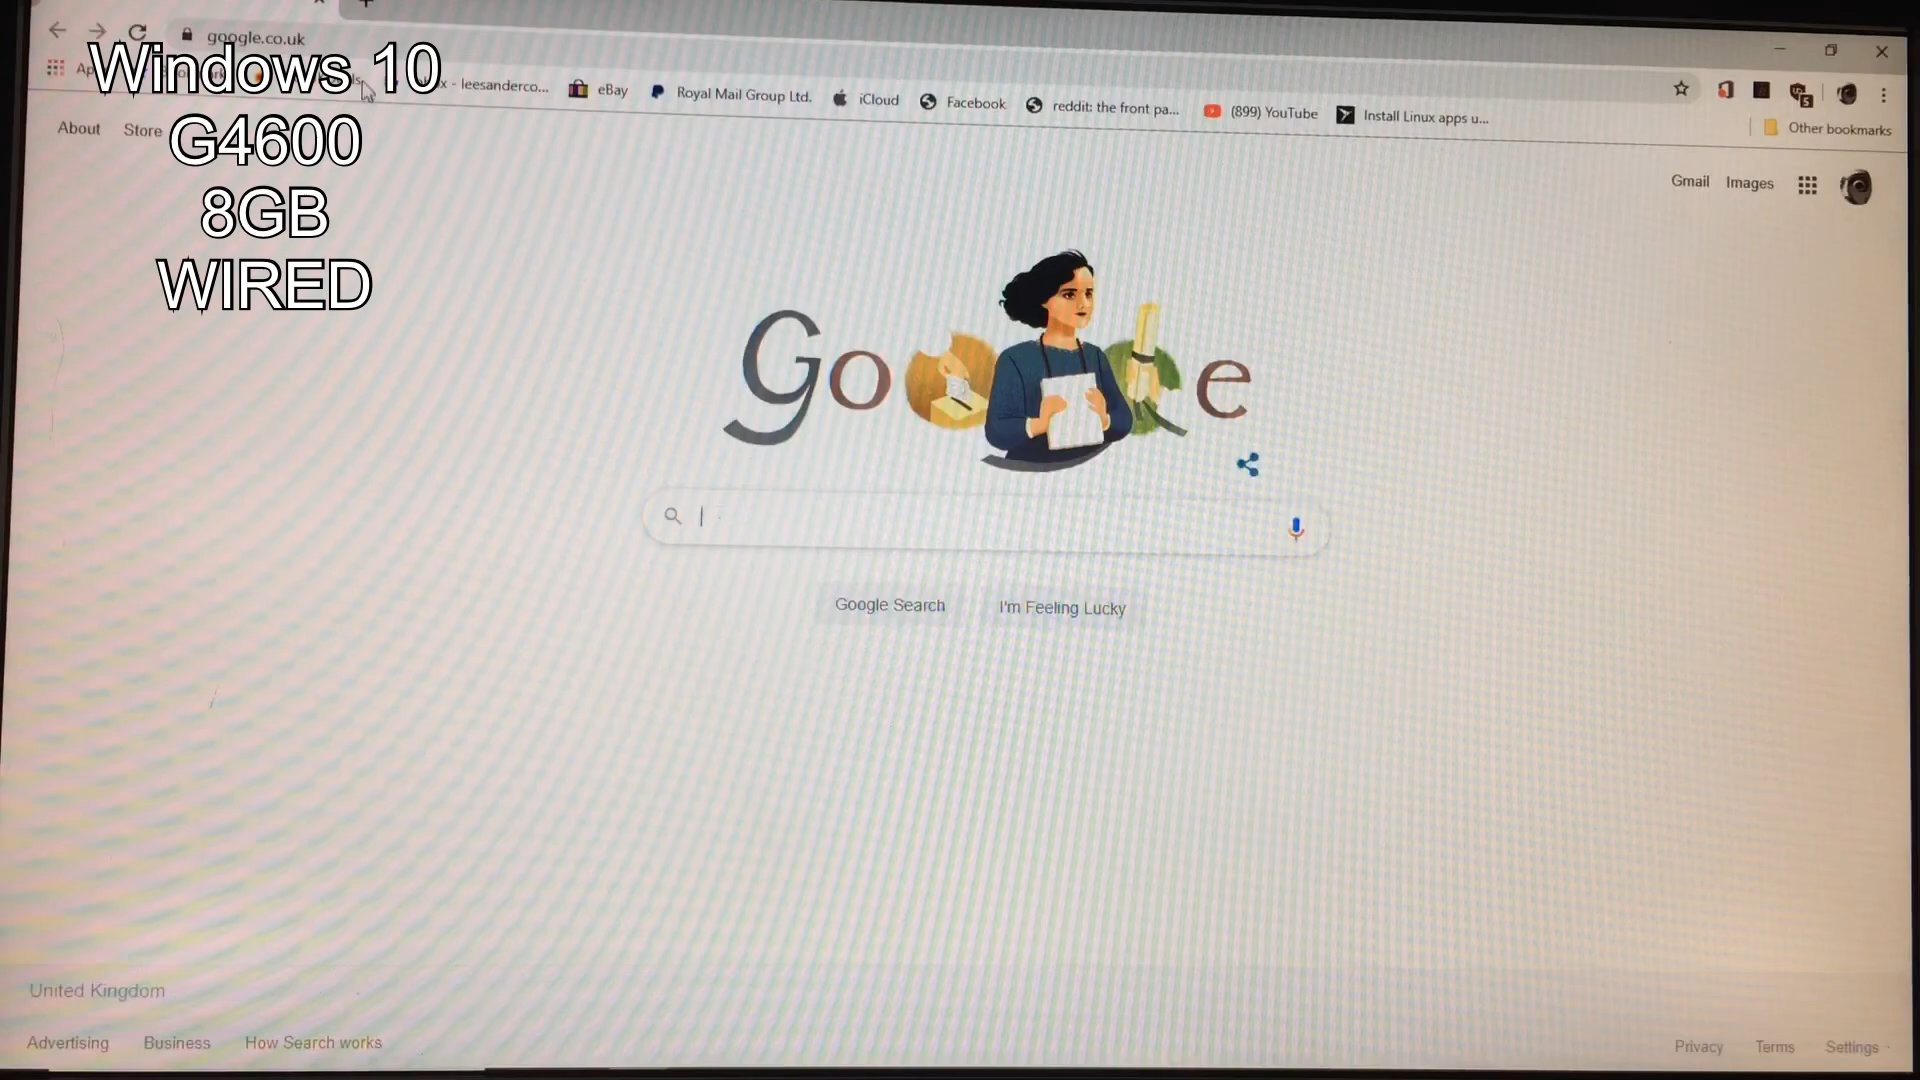 google.co.uk
Windows 10
G4600
8GB
WIRED
- leesanderco...
eBay
Royal Mail Group Ltd.
iCloud
Facebook
reddit: the front pa...
(899) YouTube
Install Linux apps u...
Other bookmarks
About
Store
Gmail
Images
Google
Google Search
I'm Feeling Lucky
United Kingdom
Advertising
Business
How Search works
Privacy
Terms
Settings